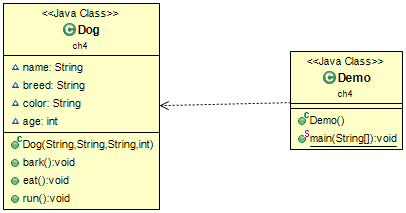 <<Java Class>>
Dog
ch4
name: String
breed: String
color: String
age: int
Dog(String,String,String,int)
bark():void
eat():void
run():void
<<Java Class>>
Demo
ch4
Demo()
main(String[]):void